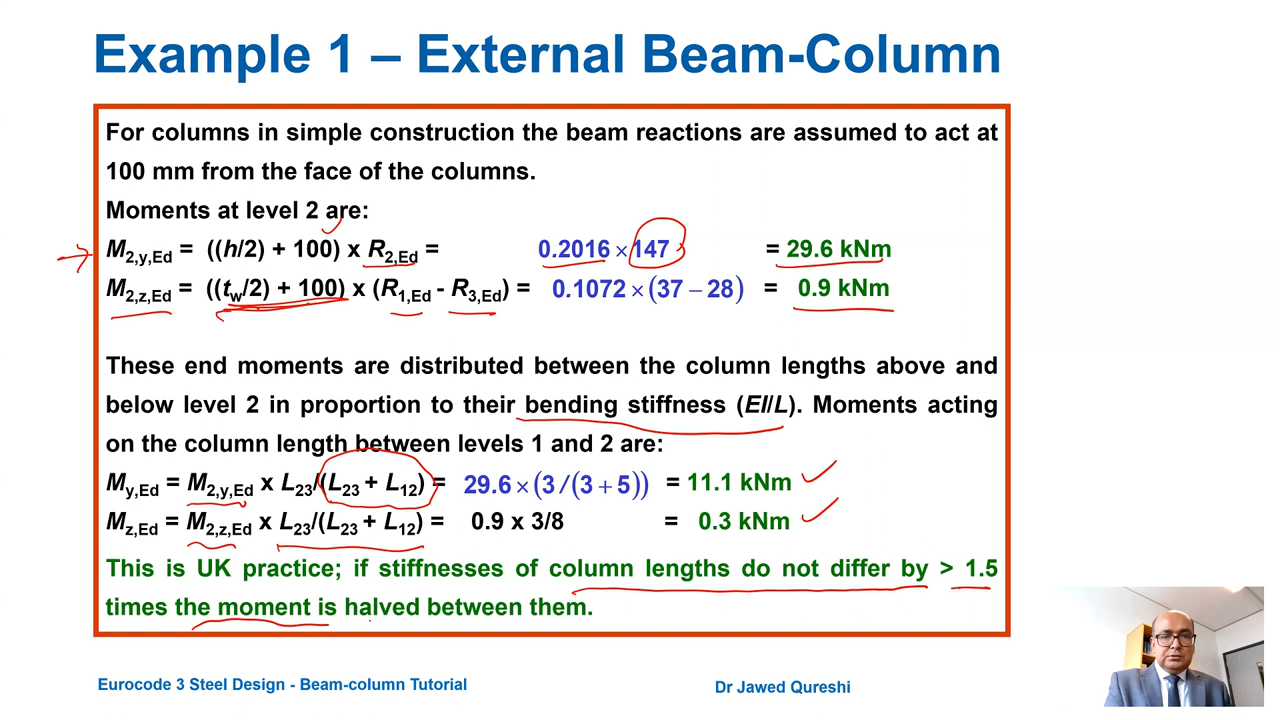 Example 1 – External Beam-Column
For columns in simple construction the beam reactions are assumed to act at
100 mm from the face of the columns.
Moments at level 2 are:
M2,y,Ed = ((h/2) + 100) x R2,Ed = 0.2016 × 147 = 29.6 kNm
M2,z,Ed = ((tw/2) + 100) x (R1,Ed - R3,Ed) = 0.1072 × (37 − 28) = 0.9 kNm
These end moments are distributed between the column lengths above and
below level 2 in proportion to their bending stiffness (EI/L). Moments acting
on the column length between levels 1 and 2 are:
My,Ed = M2,y,Ed x L23/(L23 + L12) = 29.6 × (3/(3 + 5)) = 11.1 kNm
Mz,Ed = M2,z,Ed x L23/(L23 + L12) = 0.9 x 3/8 = 0.3 kNm
This is UK practice; if stiffnesses of column lengths do not differ by > 1.5
times the moment is halved between them.
Eurocode 3 Steel Design - Beam-column Tutorial
Dr Jawed Qureshi